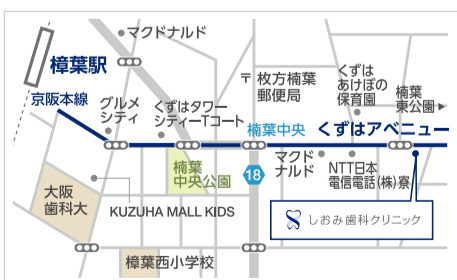 マクドナルド
樟葉駅
京阪本線
グルメ
シティ
くずはタワー
シティーTコート
〒枚方楠葉
郵便局
くずは
あけぼの
保育園
楠葉
東公園
楠葉中央
くずはアベニュー
マクド
ナルド
NTT日本
電信電話(株)寮
楠葉
中央公園
18
大阪
歯科大
KUZUHA MALL KIDS
しおみ歯科クリニック
樟葉西小学校